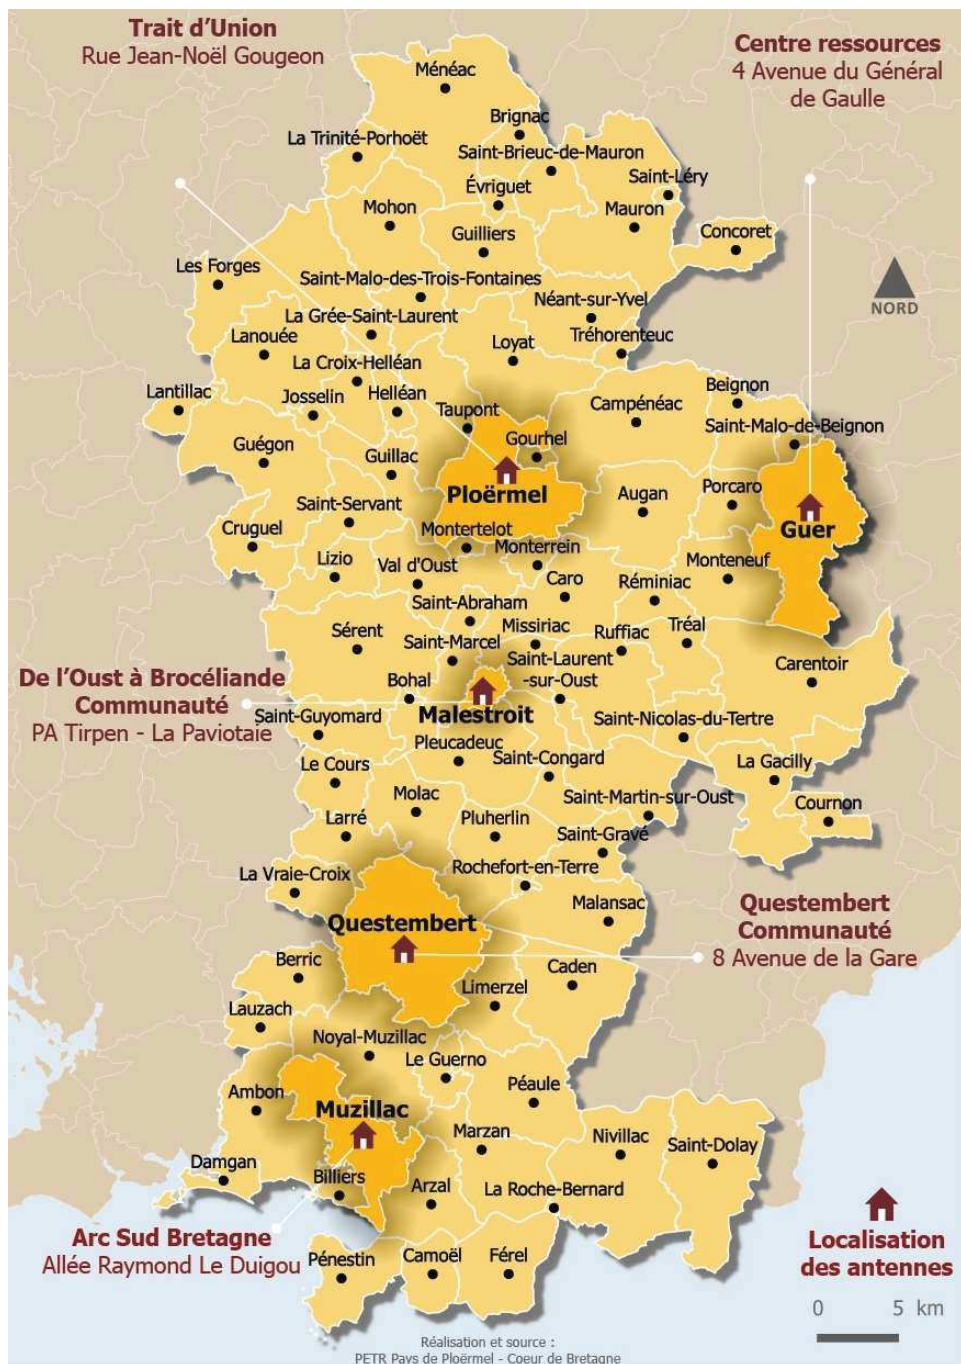 Trait d'Union
Rue Jean-Noël Gougeon
Centre ressources
4 Avenue du Général
de Gaulle
Ménéac
Brignac
La Trinité-Porhoët
Saint-Brieuc-de-Mauron
Saint-Léry
Évriguet
Mohon
Mauron
Guilliers
Concoret
Les Forges
Saint-Malo-des-Trois-Fontaines
NORD
Néant-sur-Yvel
La Grée-Saint-Laurent
Lanouée
Loyat
Tréhorenteuc
La Croix-Helléan
Lantillac
Josselin
Helléan
Beignon
Taupont
Campénéac
Saint-Malo-de-Beignon
Guégon
Gourhel
Guillac
Ploërmel
Augan
Porcaro
Saint-Servant
Guer
Cruguel
Montertelot
Monterrein
Lizio
Val d'Oust
Monteneuf
Caro
Réminiac
Saint-Abraham
Sérent
Missiriac
Ruffiac
Tréal
Saint-Marcel
Saint-Laurent
-sur-Oust
Carentoir
De l'Oust à Brocéliande
Communauté
PA Tirpen - La Paviotaie
Bohal
Malestroit
Saint-Guyomard
Saint-Nicolas-du-Tertre
Pleucadeuc
Saint-Congard
Le Cours
La Gacilly
Molac
Saint-Martin-sur-Oust
Cournon
Larré
Pluherlin
Saint-Gravé
La Vraie-Croix
Rochefort-en-Terre
Malansac
Questembert
Questembert
Communauté
8 Avenue de la Gare
Berric
Caden
Limerzel
Lauzach
Noyal-Muzillac
Le Guerno
Péaule
Ambon
Muzillac
Marzan
Nivillac
Saint-Dolay
Damgan
Billiers
Arzal
La Roche-Bernard
Arc Sud Bretagne
Allée Raymond Le Duigou
Pénestin
Camoël
Férel
Localisation
des antennes
0 5 km
Réalisation et source :
PETR Pays de Ploërmel - Coeur de Bretagne